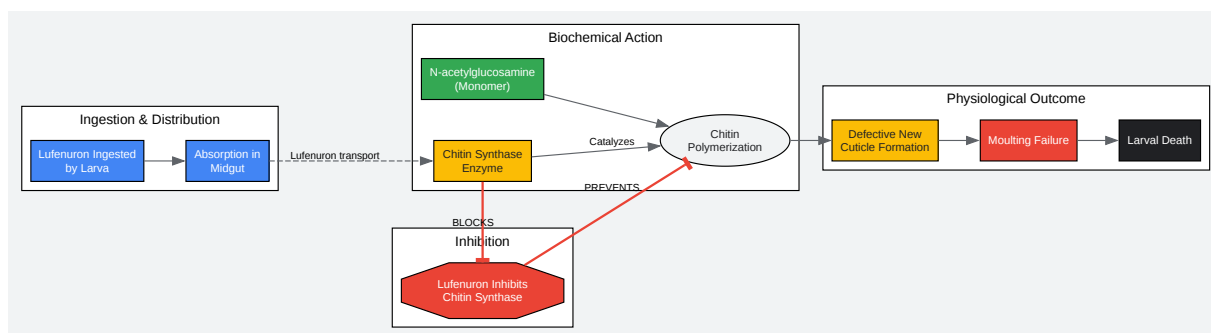 Ingestion & Distribution
Lufenuron Ingested
by Larva
Absorption in
Midgut
Lufenuron transport
Biochemical Action
N-acetylglucosamine
(Monomer)
Chitin Synthase
Enzyme
Catalyzes
Chitin
Polymerization
PREVENTS
BLOCKS
Inhibition
Lufenuron Inhibits
Chitin Synthase
Physiological Outcome
Defective New
Cuticle Formation
Moulting Failure
Larval Death